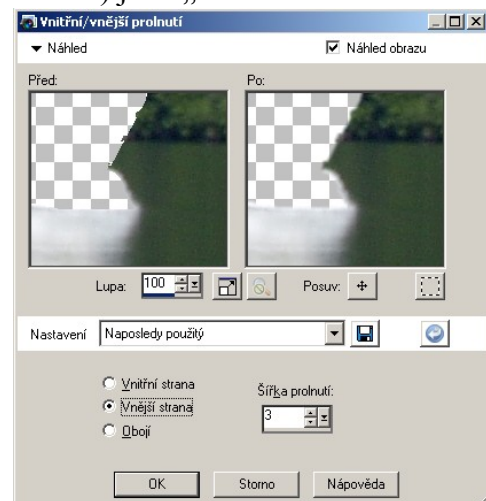 Vnitřní/vnější prolnutí
Náhled
Náhled obrazu
Před:
Po:
Lupa: 100
Posuv:
Nastavení Naposledy použitý
Vnitřní strana
Vnější strana
Obojí
Šířka prolnutí:
3
OK Storno Nápověda